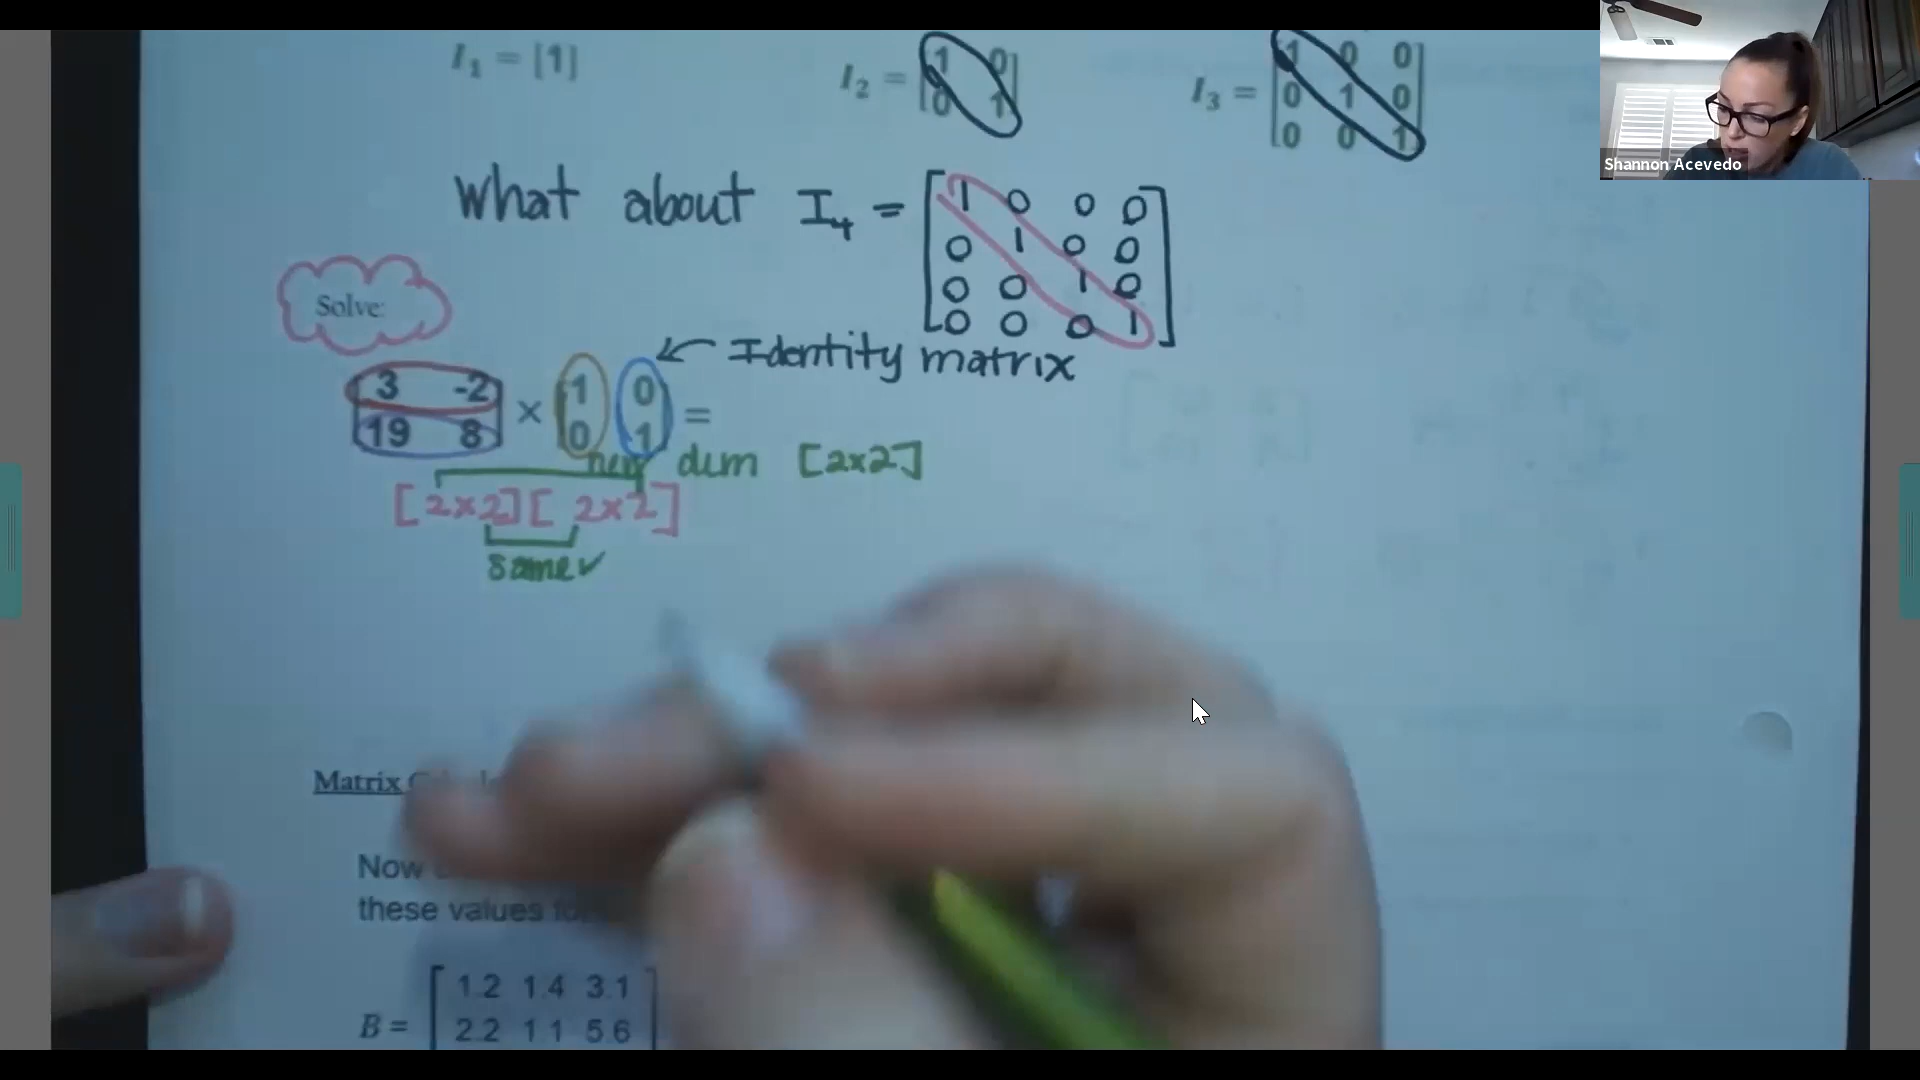 I1 = [1]
I2 = [1 0
0 1]
I3 = [1 0 0
0 1 0
0 0 1]
Shannon Acevedo
What about I4 = [1 0 0 0
0 1 0 0
0 0 1 0
0 0 0 1]
Solve:
← Identity matrix
[3 -2
19 8] × [1 0
0 1] =
new dim [2x2]
[2x2][2x2]
same ✓
Matrix
Now
these values
B = [1.2 1.4 3.1
2.2 1.1 5.6]